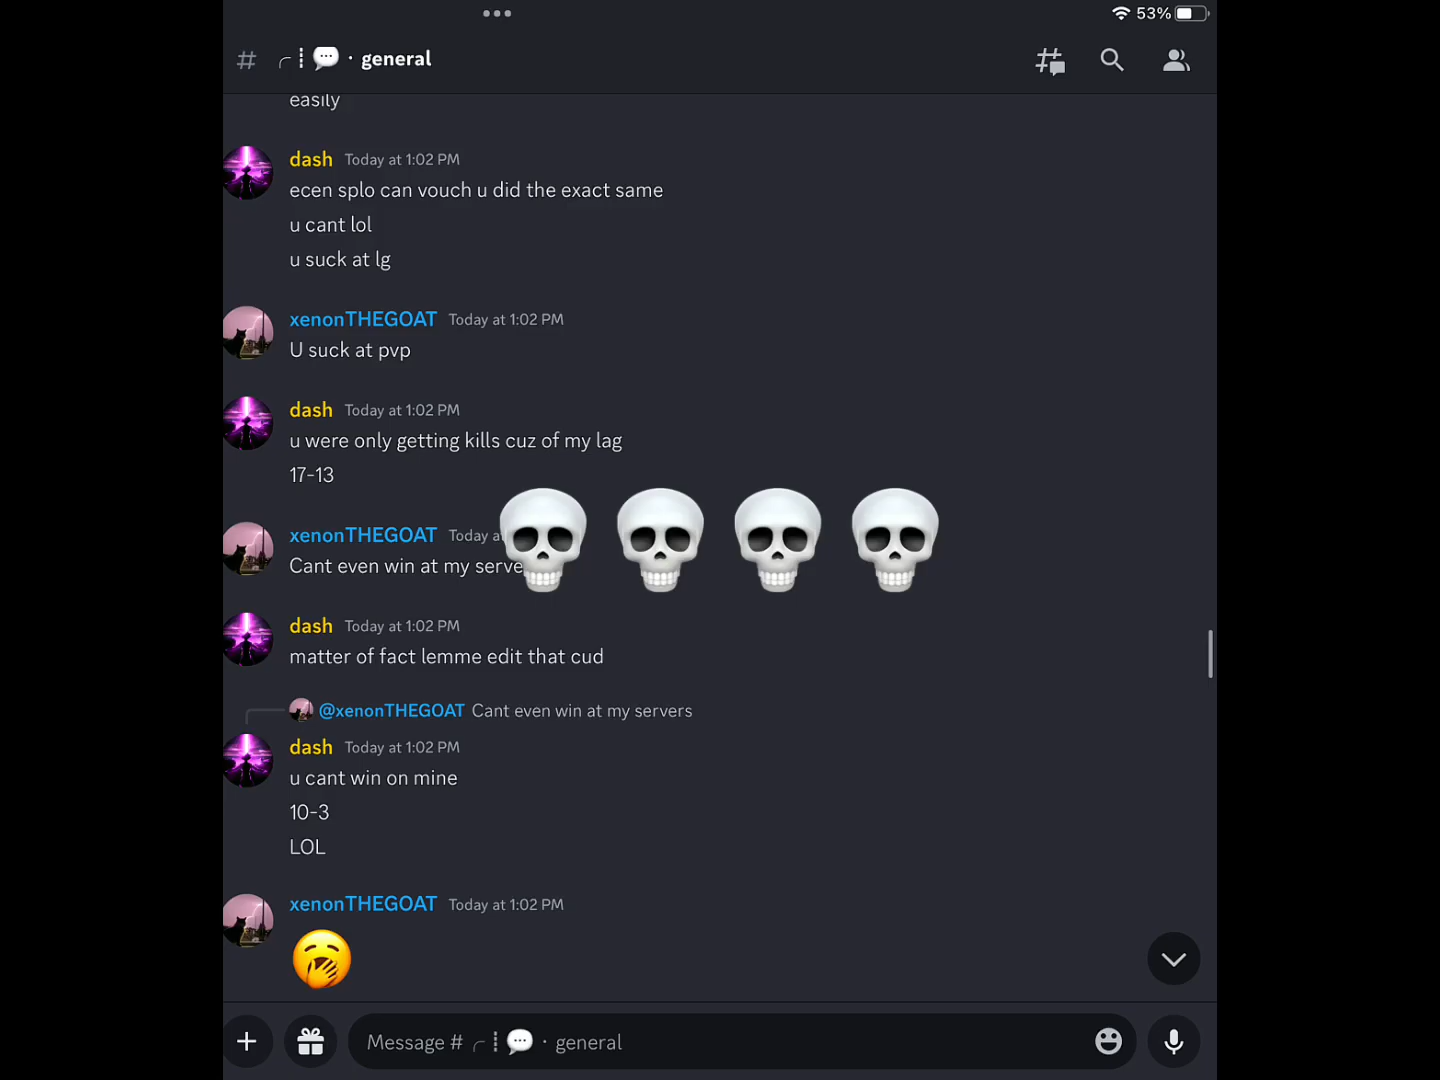 53%
# ╭┊💬・general
easily
dash Today at 1:02 PM
ecen splo can vouch u did the exact same
u cant lol
u suck at lg
xenonTHEGOAT Today at 1:02 PM
U suck at pvp
dash Today at 1:02 PM
u were only getting kills cuz of my lag
17-13
xenonTHEGOAT Today
Cant even win at my serve
dash Today at 1:02 PM
matter of fact lemme edit that cud
@xenonTHEGOAT Cant even win at my servers
dash Today at 1:02 PM
u cant win on mine
10-3
LOL
xenonTHEGOAT Today at 1:02 PM
🥱
Message # ╭┊💬・general